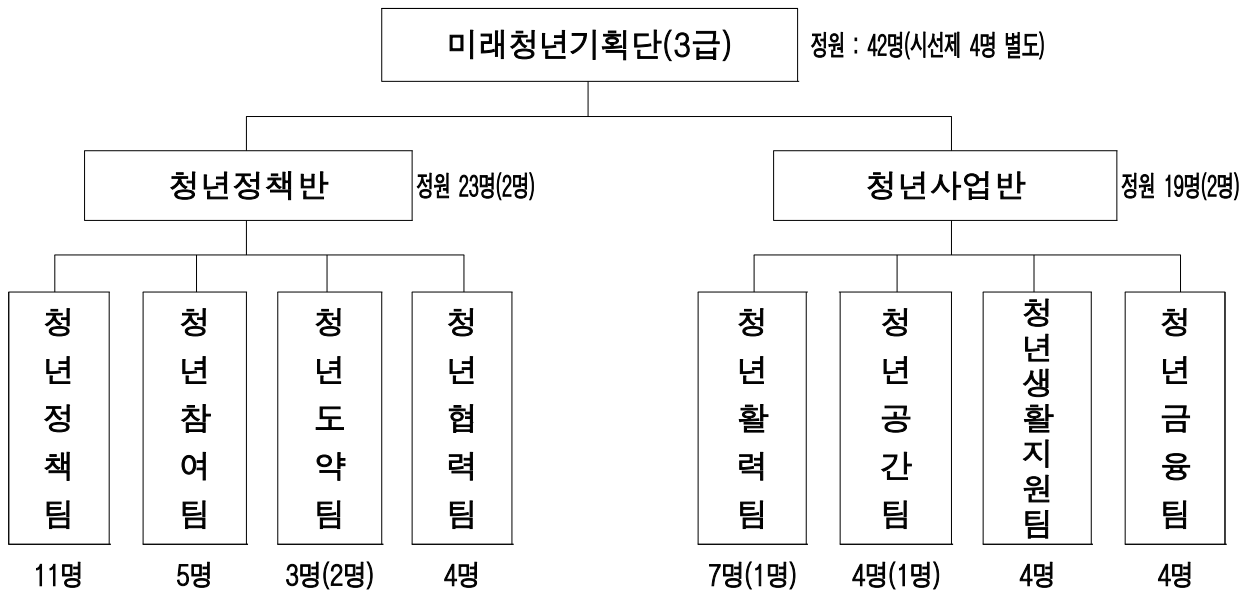 미래청년기획단(3급)
정원 : 42명(시선제 4명 별도)
청년정책반
정원 23명(2명)
청년사업반
정원 19명(2명)
청년정책팀
청년참여팀
청년도약팀
청년협력팀
청년활력팀
청년공간팀
청년생활지원팀
청년금융팀
11명
5명
3명(2명)
4명
7명(1명)
4명(1명)
4명
4명